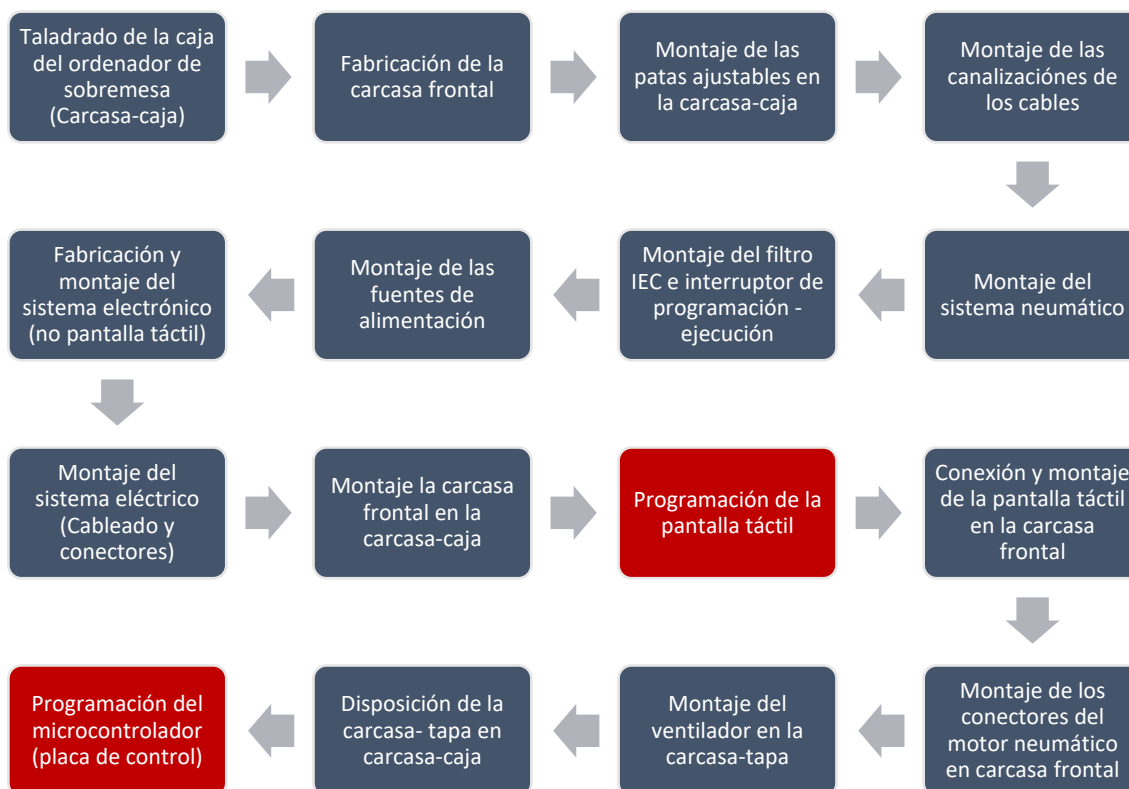 Taladrado de la caja
del ordenador de
sobremesa
(Carcasa-caja)
Fabricación de la
carcasa frontal
Montaje de las
patas ajustables en
la carcasa-caja
Montaje de las
canalizaciónes de
los cables
Montaje del
sistema neumático
Montaje del filtro
IEC e interruptor de
programación -
ejecución
Montaje de las
fuentes de
alimentación
Fabricación y
montaje del
sistema electrónico
(no pantalla táctil)
Montaje del
sistema eléctrico
(Cableado y
conectores)
Montaje la carcasa
frontal en la
carcasa-caja
Programación de la
pantalla táctil
Conexión y montaje
de la pantalla táctil
en la carcasa
frontal
Montaje de los
conectores del
motor neumático
en carcasa frontal
Montaje del
ventilador en la
carcasa-tapa
Disposición de la
carcasa- tapa en
carcasa-caja
Programación del
microcontrolador
(placa de control)